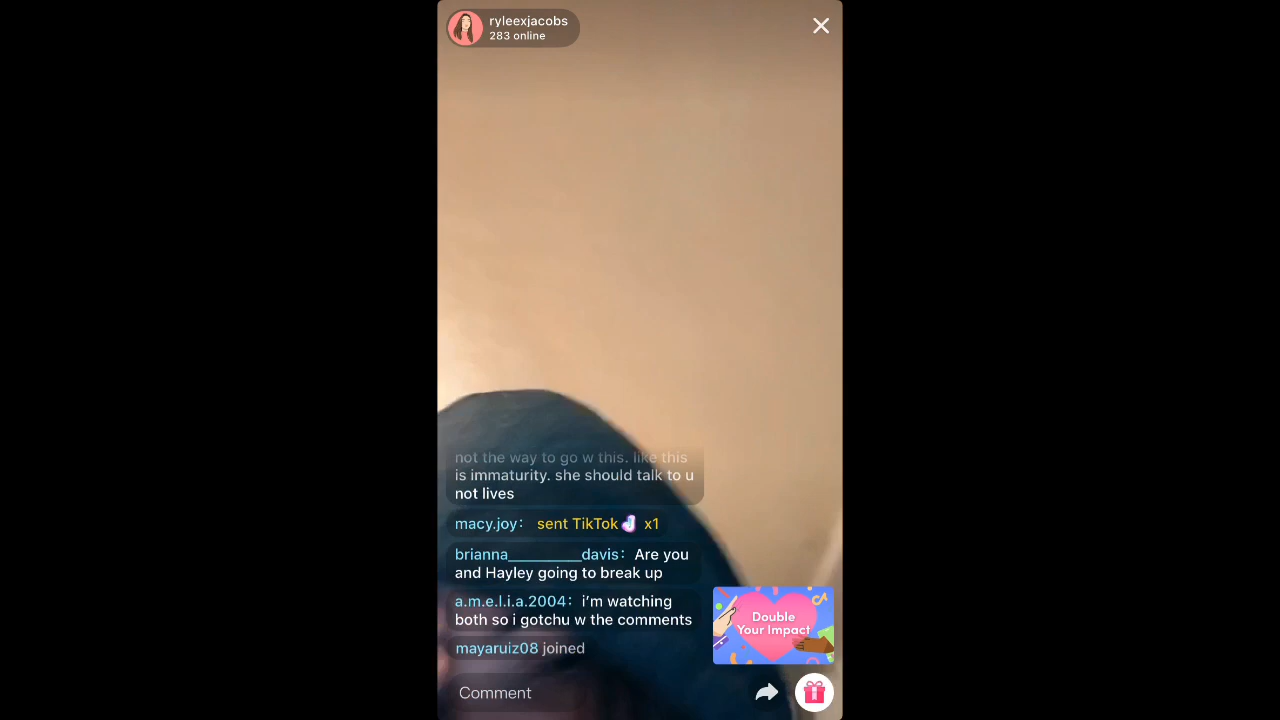 ryleexjacobs
283 online
not the way to go w this. like this
is immaturity. she should talk to u
not lives
macy.joy: sent TikTok x1
brianna__________davis: Are you
and Hayley going to break up
a.m.e.l.i.a.2004: i'm watching
both so i gotchu w the comments
mayaruiz08 joined
Double
Your Impact
Comment